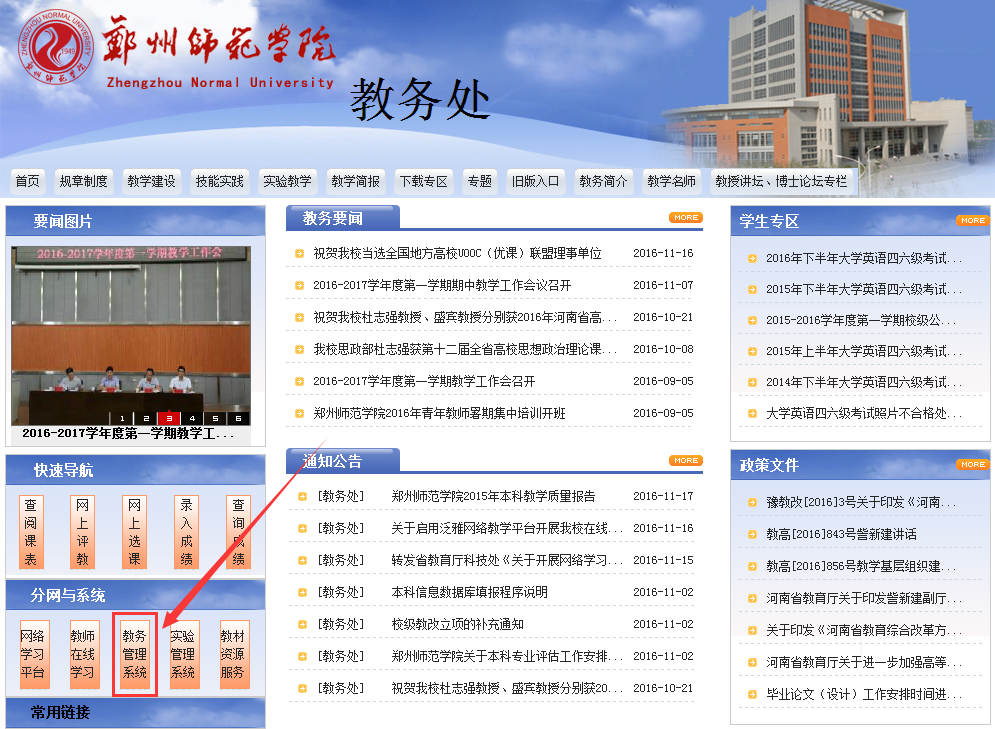 ZHENGZHOU NORMAL UNIVERSITY
1949
郑州师范学院
鄭州師範學院
Zhengzhou Normal University
教务处
首页 规章制度 教学建设 技能实践 实验教学 教学简报 下载专区 专题 旧版入口 教务简介 教学名师 教授讲坛、博士论坛专栏
要闻图片
2016-2017学年度第一学期教学工作会
1 2 3 4 5 6
2016-2017学年度第一学期教学工...
快速导航
查阅课表
网上评教
网上选课
录入成绩
查询成绩
分网与系统
网络学习平台
教师在线学习
教务管理系统
实验管理系统
教材资源服务
常用链接
教务要闻 MORE
祝贺我校当选全国地方高校UOOC（优课）联盟理事单位 2016-11-16
2016-2017学年度第一学期期中教学工作会议召开 2016-11-07
祝贺我校杜志强教授、盛宾教授分别获2016年河南省高... 2016-10-21
我校思政部杜志强获第十二届全省高校思想政治理论课... 2016-10-08
2016-2017学年度第一学期教学工作会召开 2016-09-05
郑州师范学院2016年青年教师暑期集中培训开班 2016-09-05
通知公告 MORE
[教务处] 郑州师范学院2015年本科教学质量报告 2016-11-17
[教务处] 关于启用泛雅网络教学平台开展我校在线... 2016-11-16
[教务处] 转发省教育厅科技处《关于开展网络学习... 2016-11-15
[教务处] 本科信息数据库填报程序说明 2016-11-02
[教务处] 校级教改立项的补充通知 2016-11-02
[教务处] 郑州师范学院关于本科专业评估工作安排... 2016-11-02
[教务处] 祝贺我校杜志强教授、盛宾教授分别获20... 2016-10-21
学生专区 MORE
2016年下半年大学英语四六级考试...
2015年下半年大学英语四六级考试...
2015-2016学年度第一学期校级公...
2015年上半年大学英语四六级考试...
2014年下半年大学英语四六级考试...
大学英语四六级考试照片不合格处...
政策文件 MORE
豫教改[2016]3号关于印发《河南...
教高[2016]843号訾新建讲话
教高[2016]856号教学基层组织建...
河南省教育厅关于印发訾新建副厅...
关于印发《河南省教育综合改革方...
河南省教育厅关于进一步加强高等...
毕业论文（设计）工作安排时间进...